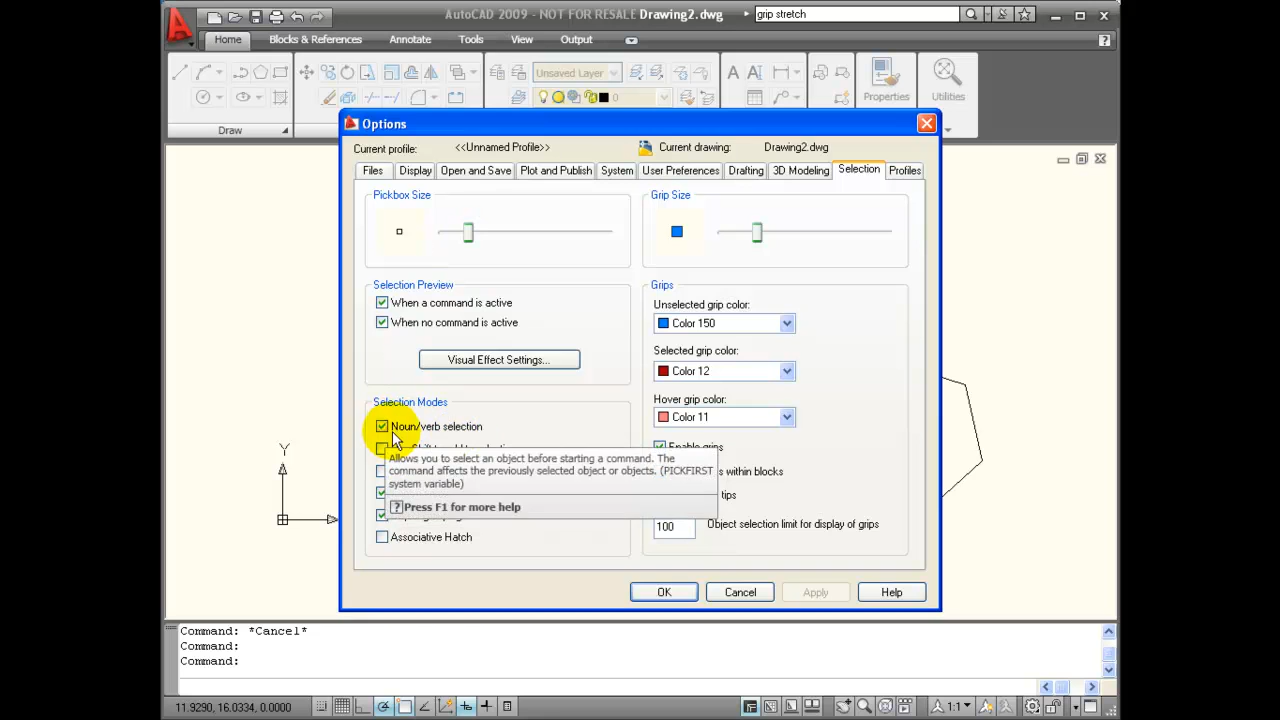 AutoCAD 2009 - NOT FOR RESALE Drawing2.dwg
grip stretch
Home
Blocks & References
Annotate
Tools
View
Output
Unsaved Layer
0
Properties
Utilities
Draw
Options
Current profile:
<<Unnamed Profile>>
Current drawing:
Drawing2.dwg
Files
Display
Open and Save
Plot and Publish
System
User Preferences
Drafting
3D Modeling
Selection
Profiles
Pickbox Size
Grip Size
Selection Preview
When a command is active
When no command is active
Visual Effect Settings...
Grips
Unselected grip color:
Color 150
Selected grip color:
Color 12
Hover grip color:
Color 11
Enable grips
within blocks
tips
100
Object selection limit for display of grips
Selection Modes
Noun/verb selection
Allows you to select an object before starting a command. The
command affects the previously selected object or objects. (PICKFIRST
system variable)
? Press F1 for more help
Associative Hatch
OK
Cancel
Apply
Help
Y
Command: *Cancel*
Command:
Command:
11.9290, 16.0334, 0.0000
1:1